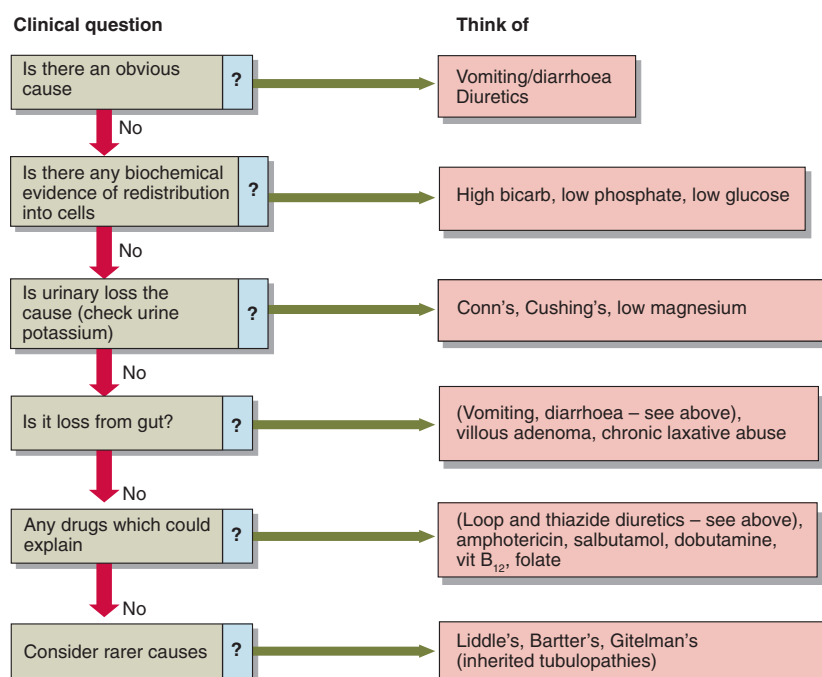 Clinical question
Think of
Is there an obvious
cause
?
Vomiting/diarrhoea
Diuretics
No
Is there any biochemical
evidence of redistribution
into cells
?
High bicarb, low phosphate, low glucose
No
Is urinary loss the
cause (check urine
potassium)
?
Conn's, Cushing's, low magnesium
No
Is it loss from gut?
?
(Vomiting, diarrhoea – see above),
villous adenoma, chronic laxative abuse
No
Any drugs which could
explain
?
(Loop and thiazide diuretics – see above),
amphotericin, salbutamol, dobutamine,
vit B₁₂, folate
No
Consider rarer causes
?
Liddle's, Bartter's, Gitelman's
(inherited tubulopathies)